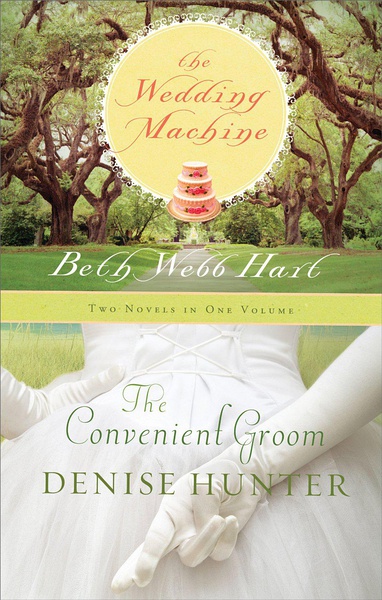 the
Wedding
Machine
Beth Webb Hart
Two Novels in One Volume
The
Convenient Groom
DENISE HUNTER